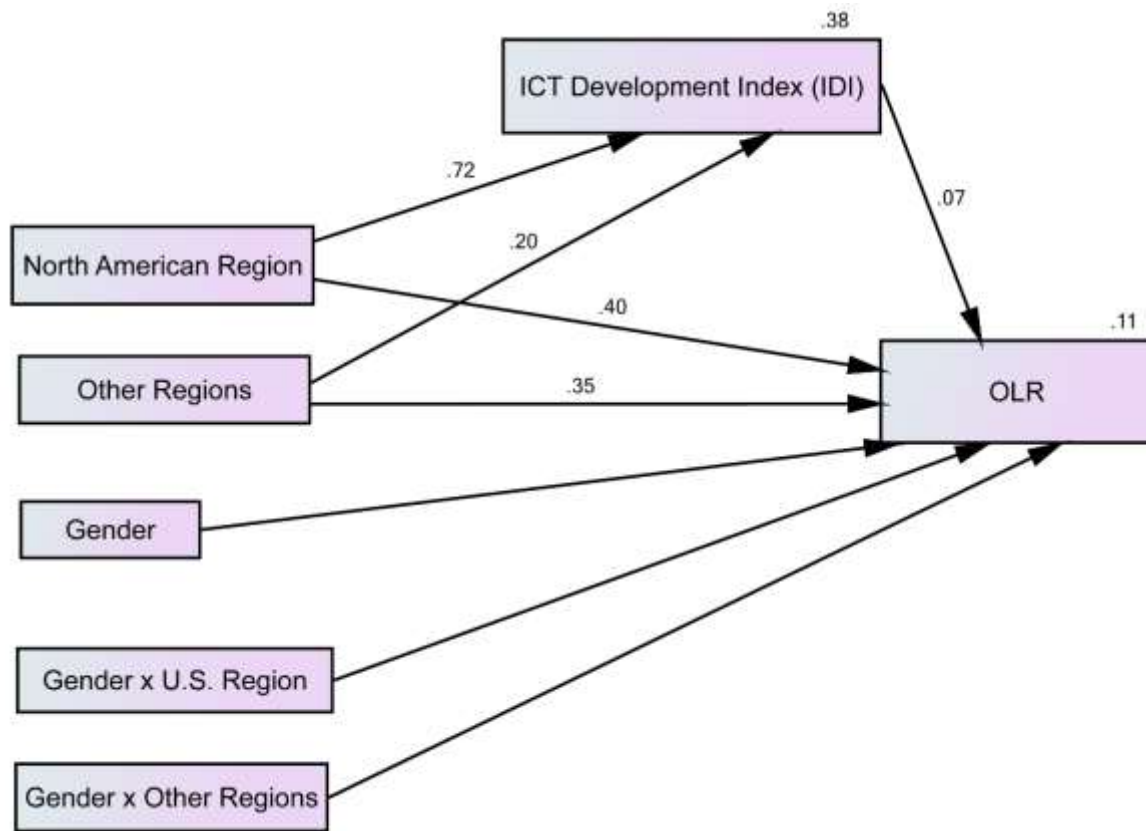 .38
ICT Development Index (IDI)
.72
.07
.20
North American Region
.40
.11
Other Regions
.35
OLR
Gender
Gender x U.S. Region
Gender x Other Regions